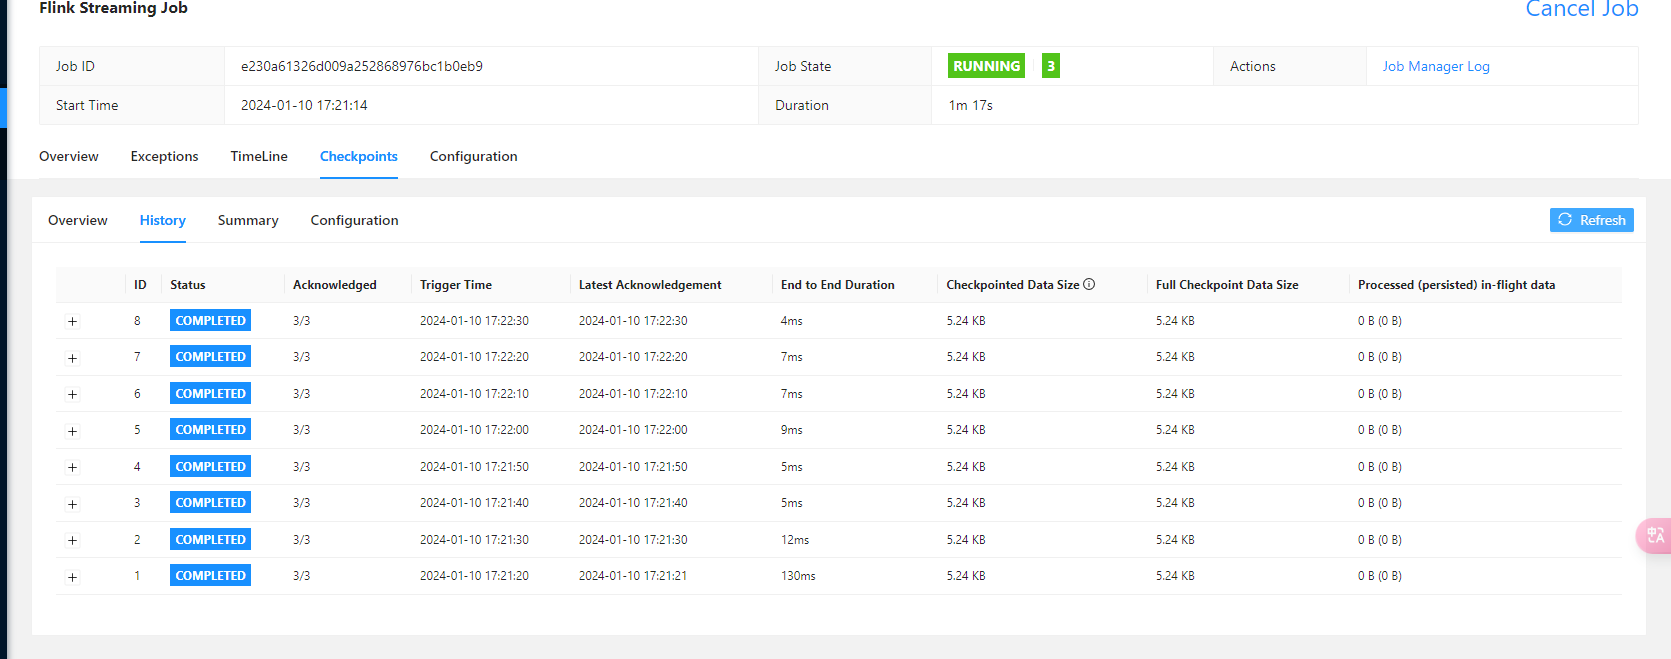 Flink Streaming Job Cancel Job
Job ID e230a61326d009a252868976bc1b0eb9 Job State RUNNING 3 Actions Job Manager Log
Start Time 2024-01-10 17:21:14 Duration 1m 17s
Overview Exceptions TimeLine Checkpoints Configuration
Overview History Summary Configuration Refresh
ID Status Acknowledged Trigger Time Latest Acknowledgement End to End Duration Checkpointed Data Size Full Checkpoint Data Size Processed (persisted) in-flight data
+ 8 COMPLETED 3/3 2024-01-10 17:22:30 2024-01-10 17:22:30 4ms 5.24 KB 5.24 KB 0 B (0 B)
+ 7 COMPLETED 3/3 2024-01-10 17:22:20 2024-01-10 17:22:20 7ms 5.24 KB 5.24 KB 0 B (0 B)
+ 6 COMPLETED 3/3 2024-01-10 17:22:10 2024-01-10 17:22:10 7ms 5.24 KB 5.24 KB 0 B (0 B)
+ 5 COMPLETED 3/3 2024-01-10 17:22:00 2024-01-10 17:22:00 9ms 5.24 KB 5.24 KB 0 B (0 B)
+ 4 COMPLETED 3/3 2024-01-10 17:21:50 2024-01-10 17:21:50 5ms 5.24 KB 5.24 KB 0 B (0 B)
+ 3 COMPLETED 3/3 2024-01-10 17:21:40 2024-01-10 17:21:40 5ms 5.24 KB 5.24 KB 0 B (0 B)
+ 2 COMPLETED 3/3 2024-01-10 17:21:30 2024-01-10 17:21:30 12ms 5.24 KB 5.24 KB 0 B (0 B)
+ 1 COMPLETED 3/3 2024-01-10 17:21:20 2024-01-10 17:21:21 130ms 5.24 KB 5.24 KB 0 B (0 B)
中A